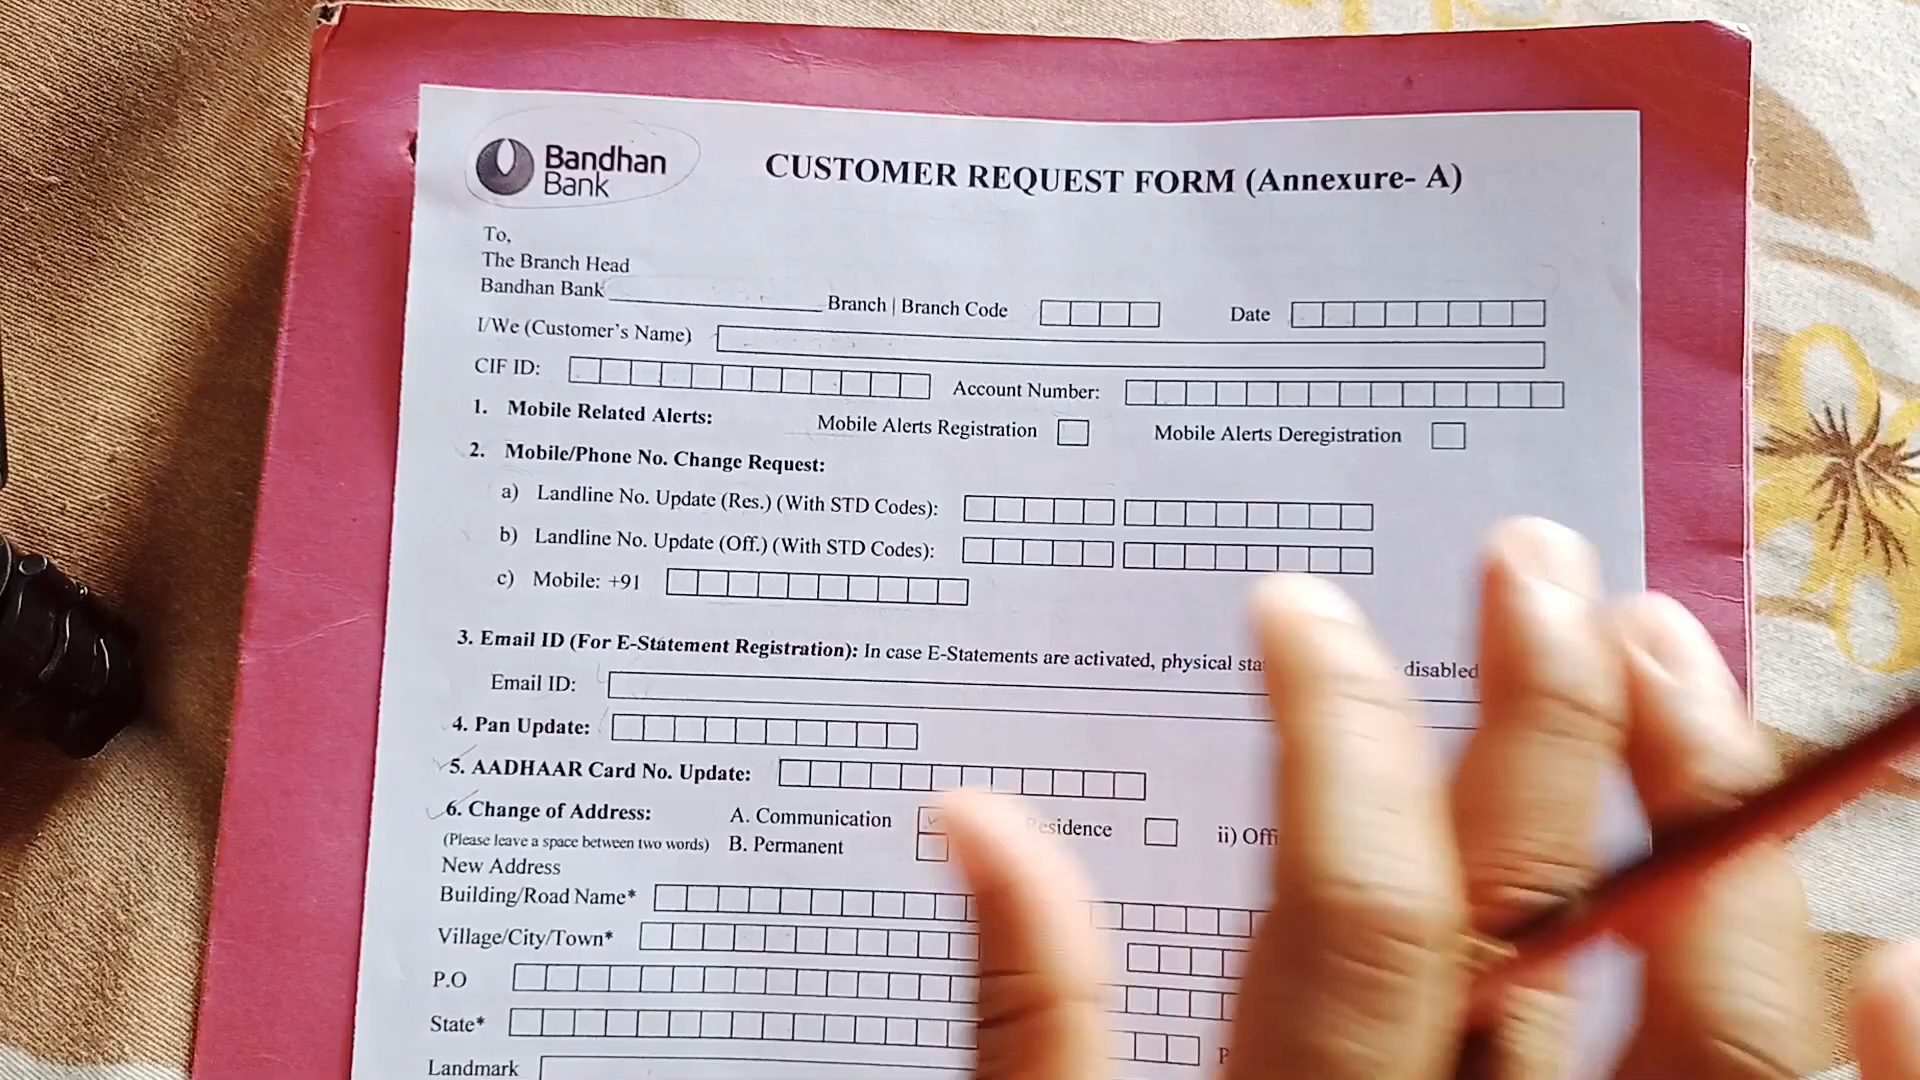 Bandhan
Bank
CUSTOMER REQUEST FORM (Annexure- A)
To,
The Branch Head
Bandhan Bank Branch | Branch Code Date
I/We (Customer's Name)
CIF ID: Account Number:
1. Mobile Related Alerts: Mobile Alerts Registration Mobile Alerts Deregistration
2. Mobile/Phone No. Change Request:
a) Landline No. Update (Res.) (With STD Codes):
b) Landline No. Update (Off.) (With STD Codes):
c) Mobile: +91
3. Email ID (For E-Statement Registration): In case E-Statements are activated, physical disabled
Email ID:
4. Pan Update:
5. AADHAAR Card No. Update:
6. Change of Address: A. Communication Residence ii)
(Please leave a space between two words) B. Permanent
New Address
Building/Road Name*
Village/City/Town*
P.O
State*
Landmark